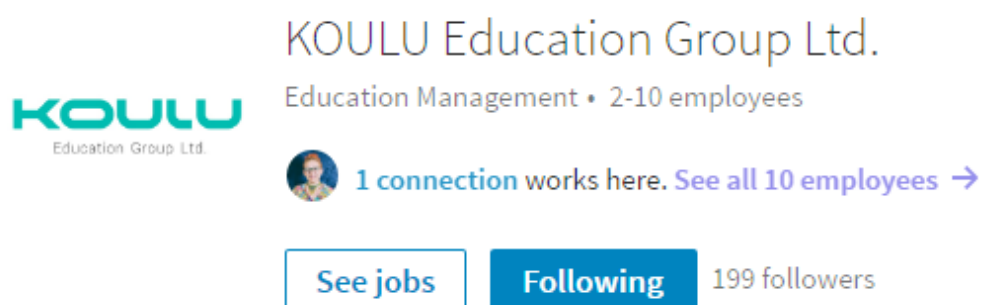 KOULU Education Group Ltd.
KOULU
Education Group Ltd.
Education Management • 2-10 employees
1 connection works here. See all 10 employees →
See jobs
Following
199 followers